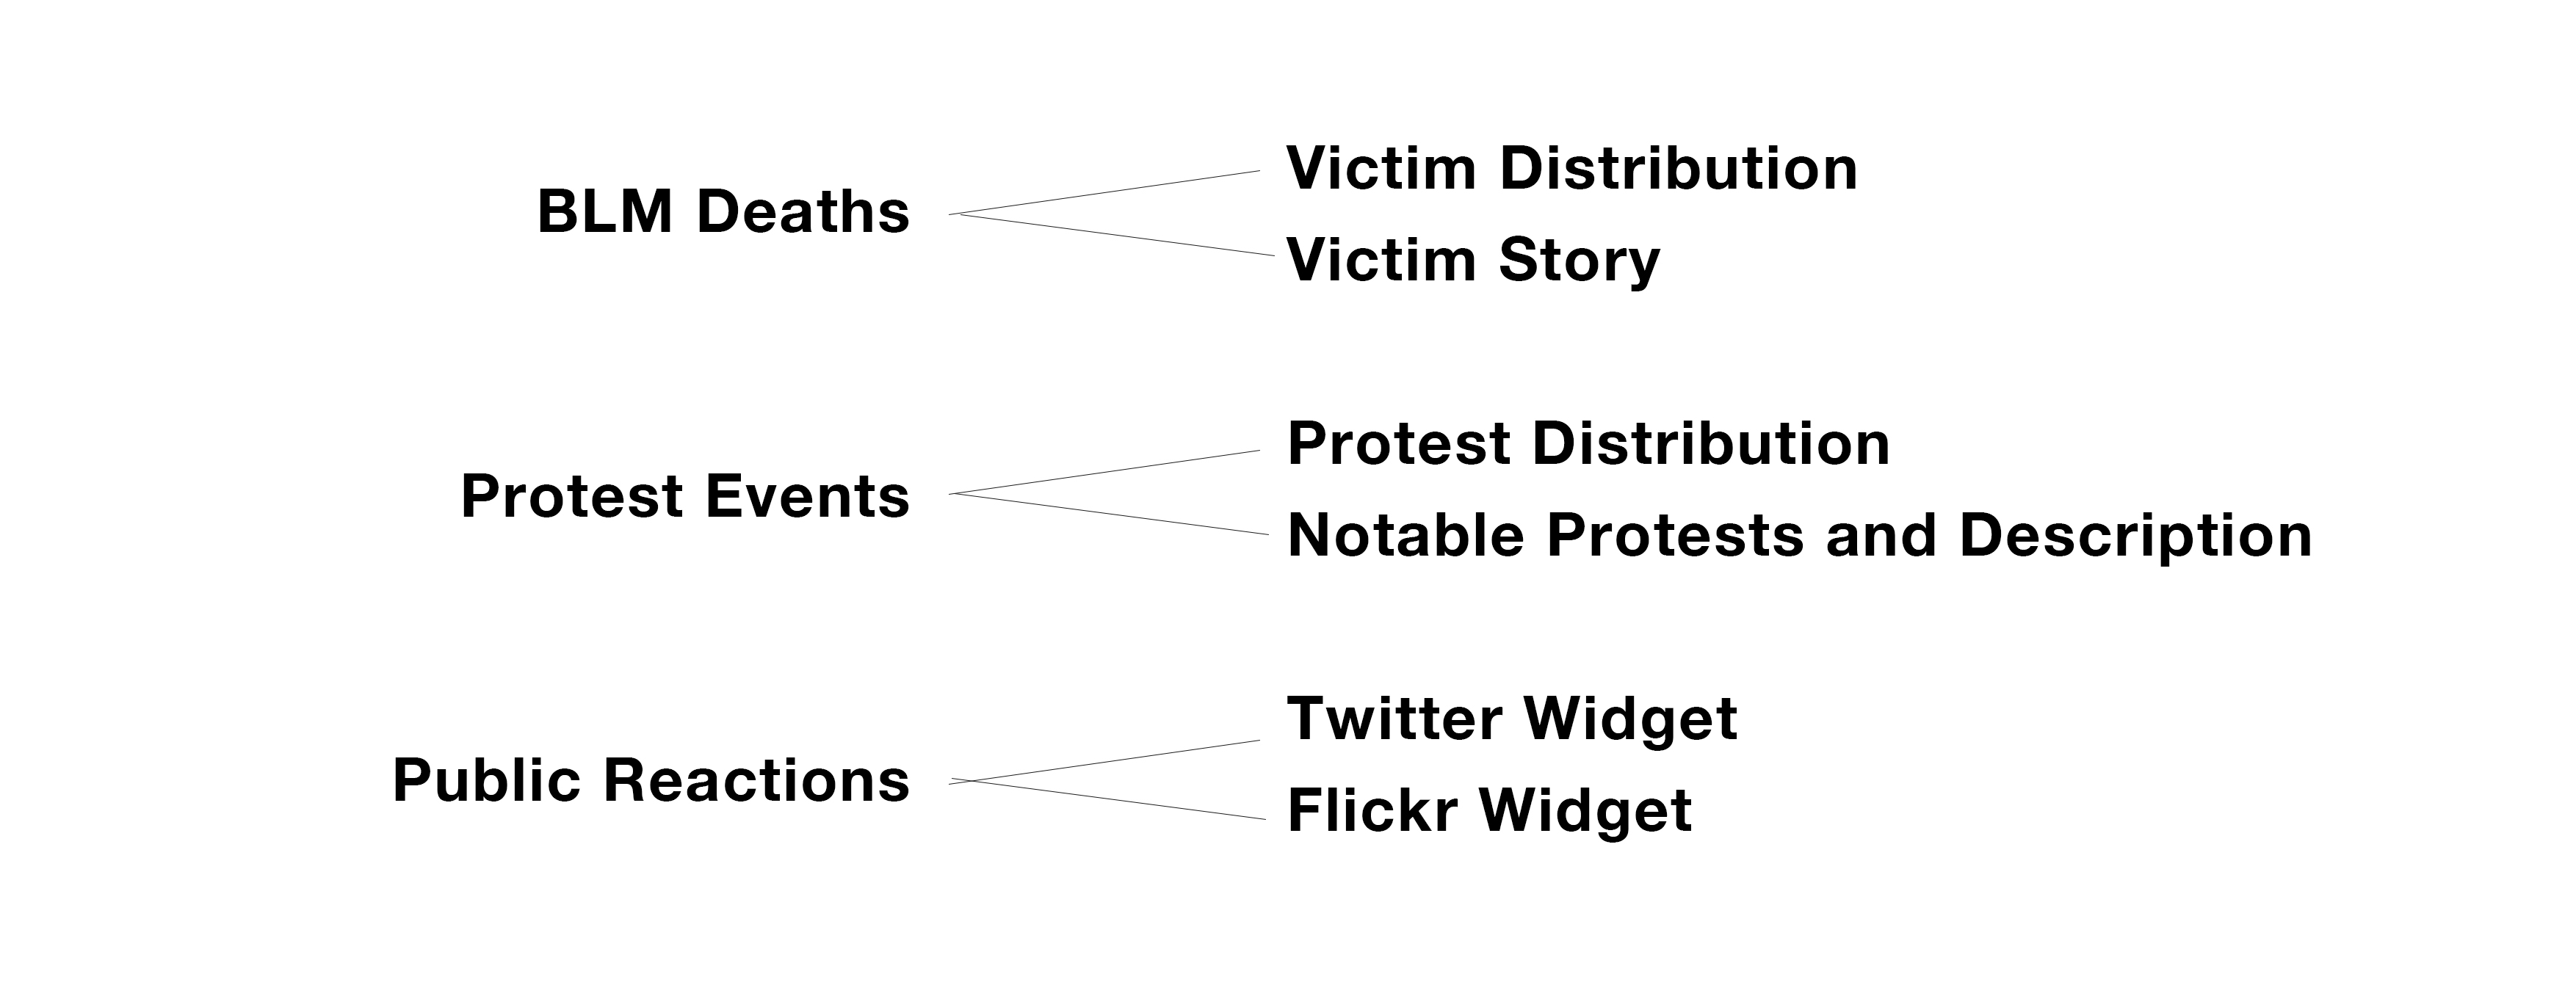 BLM Deaths
Victim Distribution
Victim Story
Protest Events
Protest Distribution
Notable Protests and Description
Public Reactions
Twitter Widget
Flickr Widget